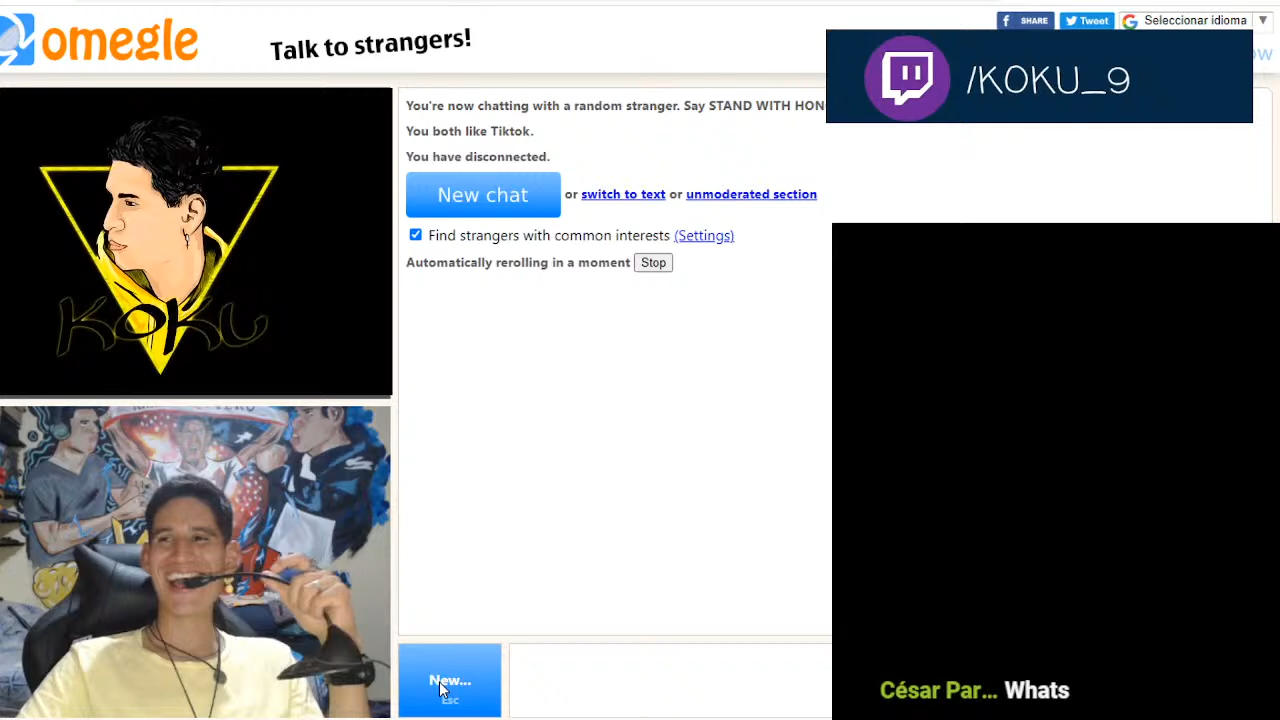 omegle
Talk to strangers!
SHARE
Tweet
Seleccionar idioma
/KOKU_9
You're now chatting with a random stranger. Say STAND WITH
You both like Tiktok.
You have disconnected.
New chat or switch to text or unmoderated section
Find strangers with common interests (Settings)
Automatically rerolling in a moment Stop
KOKU
New...
Esc
César Par... Whats